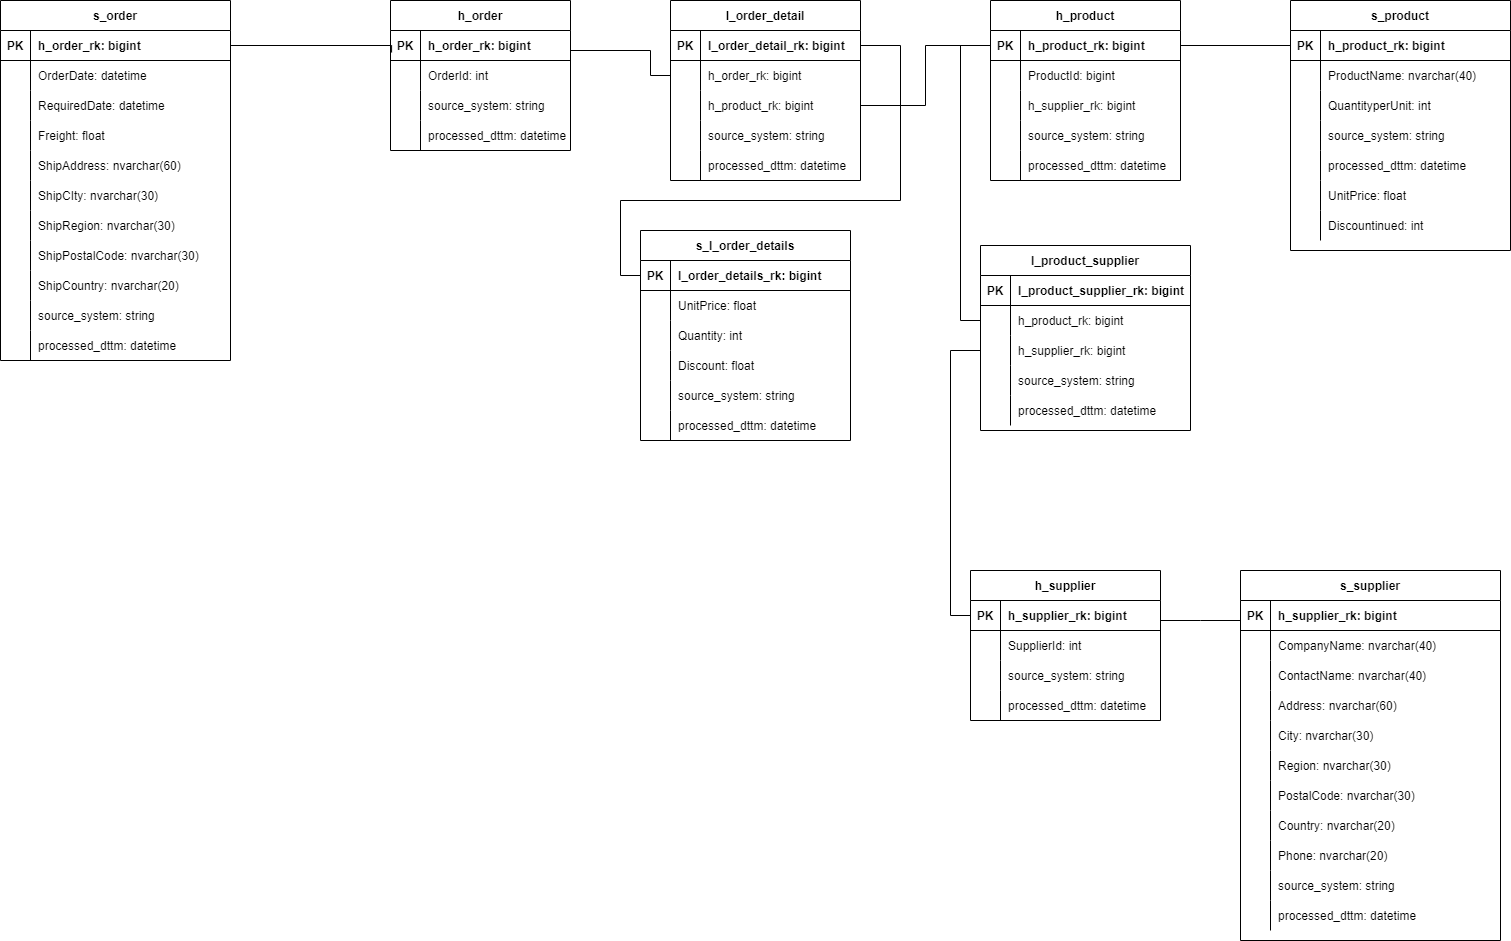 s_order
PK h_order_rk: bigint
OrderDate: datetime
RequiredDate: datetime
Freight: float
ShipAddress: nvarchar(60)
ShipCIty: nvarchar(30)
ShipRegion: nvarchar(30)
ShipPostalCode: nvarchar(30)
ShipCountry: nvarchar(20)
source_system: string
processed_dttm: datetime
h_order
PK h_order_rk: bigint
OrderId: int
source_system: string
processed_dttm: datetime
l_order_detail
PK l_order_detail_rk: bigint
h_order_rk: bigint
h_product_rk: bigint
source_system: string
processed_dttm: datetime
h_product
PK h_product_rk: bigint
ProductId: bigint
h_supplier_rk: bigint
source_system: string
processed_dttm: datetime
s_product
PK h_product_rk: bigint
ProductName: nvarchar(40)
QuantityperUnit: int
source_system: string
processed_dttm: datetime
UnitPrice: float
Discountinued: int
s_l_order_details
PK l_order_details_rk: bigint
UnitPrice: float
Quantity: int
Discount: float
source_system: string
processed_dttm: datetime
l_product_supplier
PK l_product_supplier_rk: bigint
h_product_rk: bigint
h_supplier_rk: bigint
source_system: string
processed_dttm: datetime
h_supplier
PK h_supplier_rk: bigint
SupplierId: int
source_system: string
processed_dttm: datetime
s_supplier
PK h_supplier_rk: bigint
CompanyName: nvarchar(40)
ContactName: nvarchar(40)
Address: nvarchar(60)
City: nvarchar(30)
Region: nvarchar(30)
PostalCode: nvarchar(30)
Country: nvarchar(20)
Phone: nvarchar(20)
source_system: string
processed_dttm: datetime